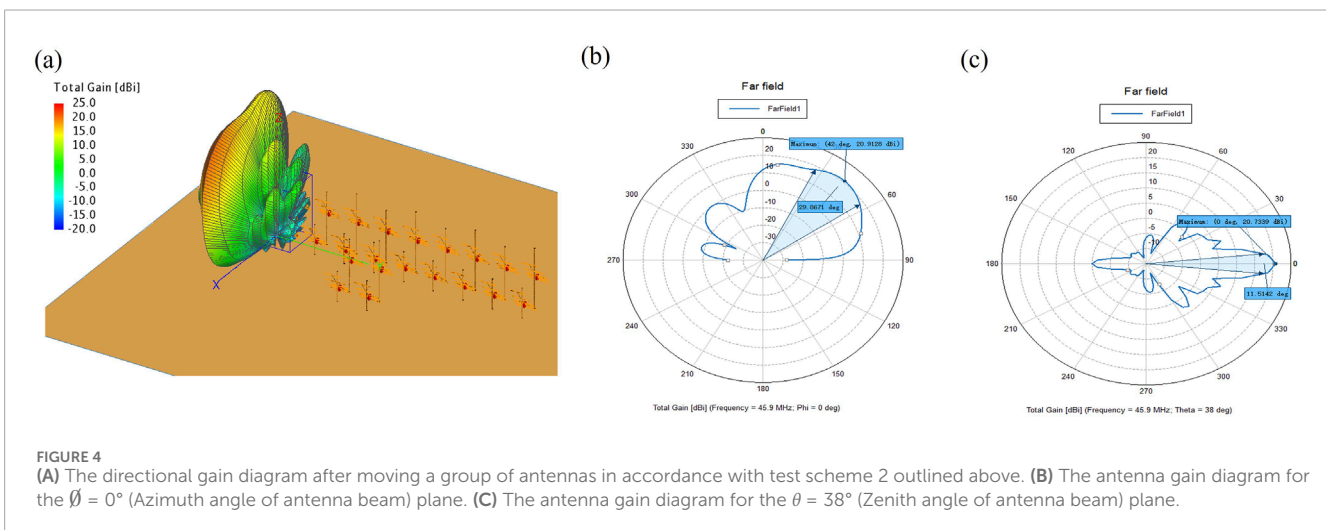 (a)
Total Gain [dBi]
25.0
20.0
15.0
10.0
5.0
0.0
-5.0
-10.0
-15.0
-20.0
X
(b)
Far field
FarField1
0
330
300
270
240
210
180
150
120
90
60
20
10
0
-10
-20
-30
Maximum: (42 deg, 20.9128 dBi)
29.8671 deg
Total Gain [dBi] (Frequency = 45.9 MHz; Phi = 0 deg)
(c)
Far field
FarField1
90
120
150
180
210
240
270
300
330
0
60
20
15
10
5
0
-5
-10
Maximum: (0 deg, 20.7339 dBi)
11.5142 deg
Total Gain [dBi] (Frequency = 45.9 MHz; Theta = 38 deg)
FIGURE 4
(A) The directional gain diagram after moving a group of antennas in accordance with test scheme 2 outlined above. (B) The antenna gain diagram for
the Ø = 0° (Azimuth angle of antenna beam) plane. (C) The antenna gain diagram for the θ = 38° (Zenith angle of antenna beam) plane.